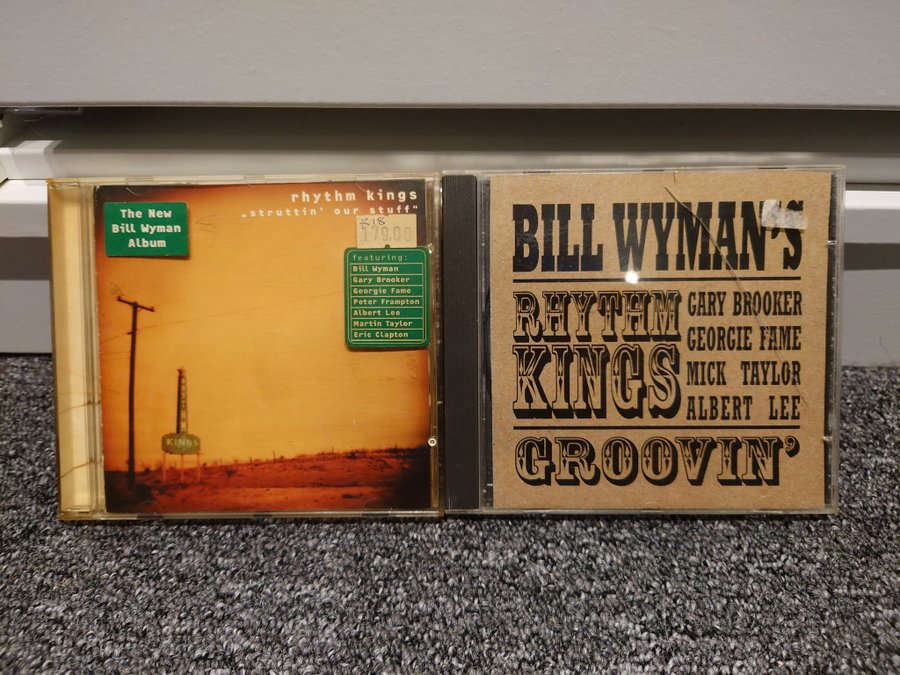 rhythm kings
„struttin' our stuff"
The New
Bill Wyman
Album
218
179.00
featuring:
Bill Wyman
Gary Brooker
Georgie Fame
Peter Frampton
Albert Lee
Martin Taylor
Eric Clapton
KINGS
BILL WYMAN'S
RHYTHM
KINGS
GARY BROOKER
GEORGIE FAME
MICK TAYLOR
ALBERT LEE
GROOVIN'